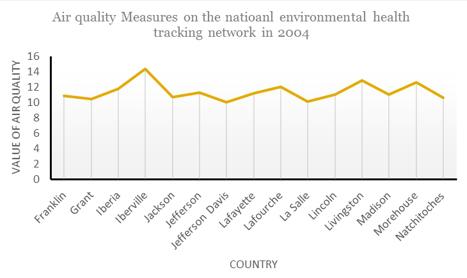 Air quality Measures on the natioanl environmental health
tracking network in 2004
VALUE OF AIR QUALITY
16
14
12
10
8
6
4
2
0
Franklin
Grant
Iberia
Iberville
Jackson
Jefferson
Jefferson Davis
Lafayette
Lafourche
La Salle
Lincoln
Livingston
Madison
Morehouse
Natchitoches
COUNTRY